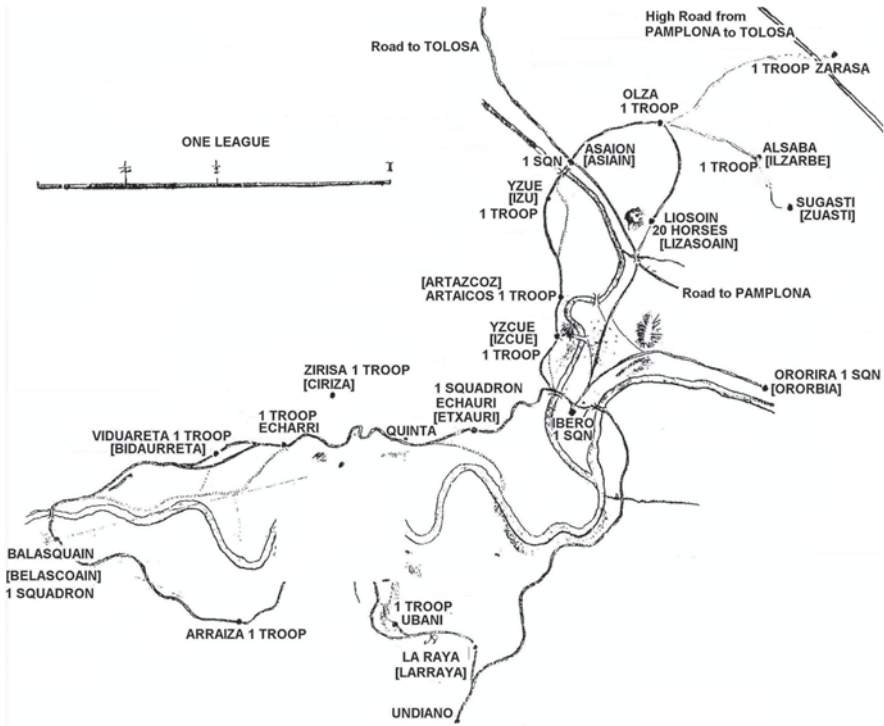 High Road from
PAMPLONA to TOLOSA
Road to TOLOSA
1 TROOP ZARASA
OLZA
1 TROOP
ONE LEAGUE
ASAION
[ASIAIN]
1 SQN
ALSABA
[ILZARBE]
1 TROOP
YZUE
[IZU]
1 TROOP
SUGASTI
[ZUASTI]
LIOSOIN
20 HORSES
[LIZASOAIN]
[ARTAZCOZ]
ARTAICOS 1 TROOP
Road to PAMPLONA
YZCUE
[IZCUE]
1 TROOP
ZIRISA 1 TROOP
[CIRIZA]
ORORIRA 1 SQN
[ORORBIA]
1 SQUADRON
ECHAURI
[ETXAURI]
1 TROOP
ECHARRI
QUINTA
IBERO
1 SQN
VIDUARETA 1 TROOP
[BIDAURRETA]
BALASQUAIN
[BELASCOAIN]
1 SQUADRON
ARRAIZA 1 TROOP
1 TROOP
UBANI
LA RAYA
[LARRAYA]
UNDIANO